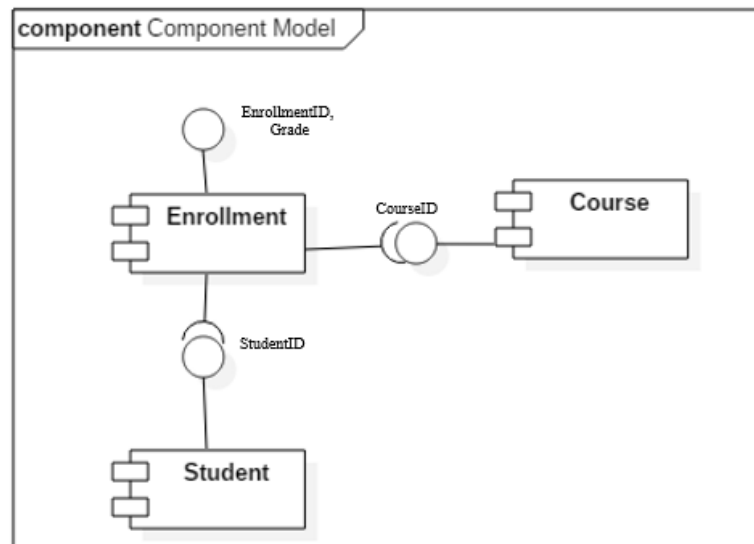 component Component Model
EnrollmentID,
Grade
Enrollment
CourseID
Course
StudentID
Student